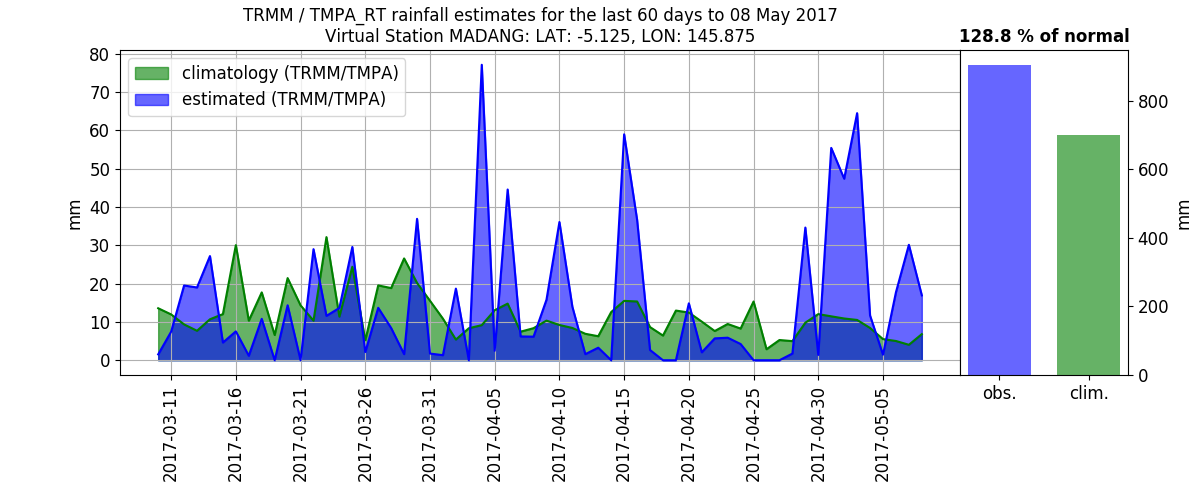 TRMM / TMPA_RT rainfall estimates for the last 60 days to 08 May 2017
Virtual Station MADANG: LAT: -5.125, LON: 145.875
128.8 % of normal
climatology (TRMM/TMPA)
estimated (TRMM/TMPA)
mm
80
70
60
50
40
30
20
10
0
2017-03-11
2017-03-16
2017-03-21
2017-03-26
2017-03-31
2017-04-05
2017-04-10
2017-04-15
2017-04-20
2017-04-25
2017-04-30
2017-05-05
obs.
clim.
800
600
400
200
0
mm